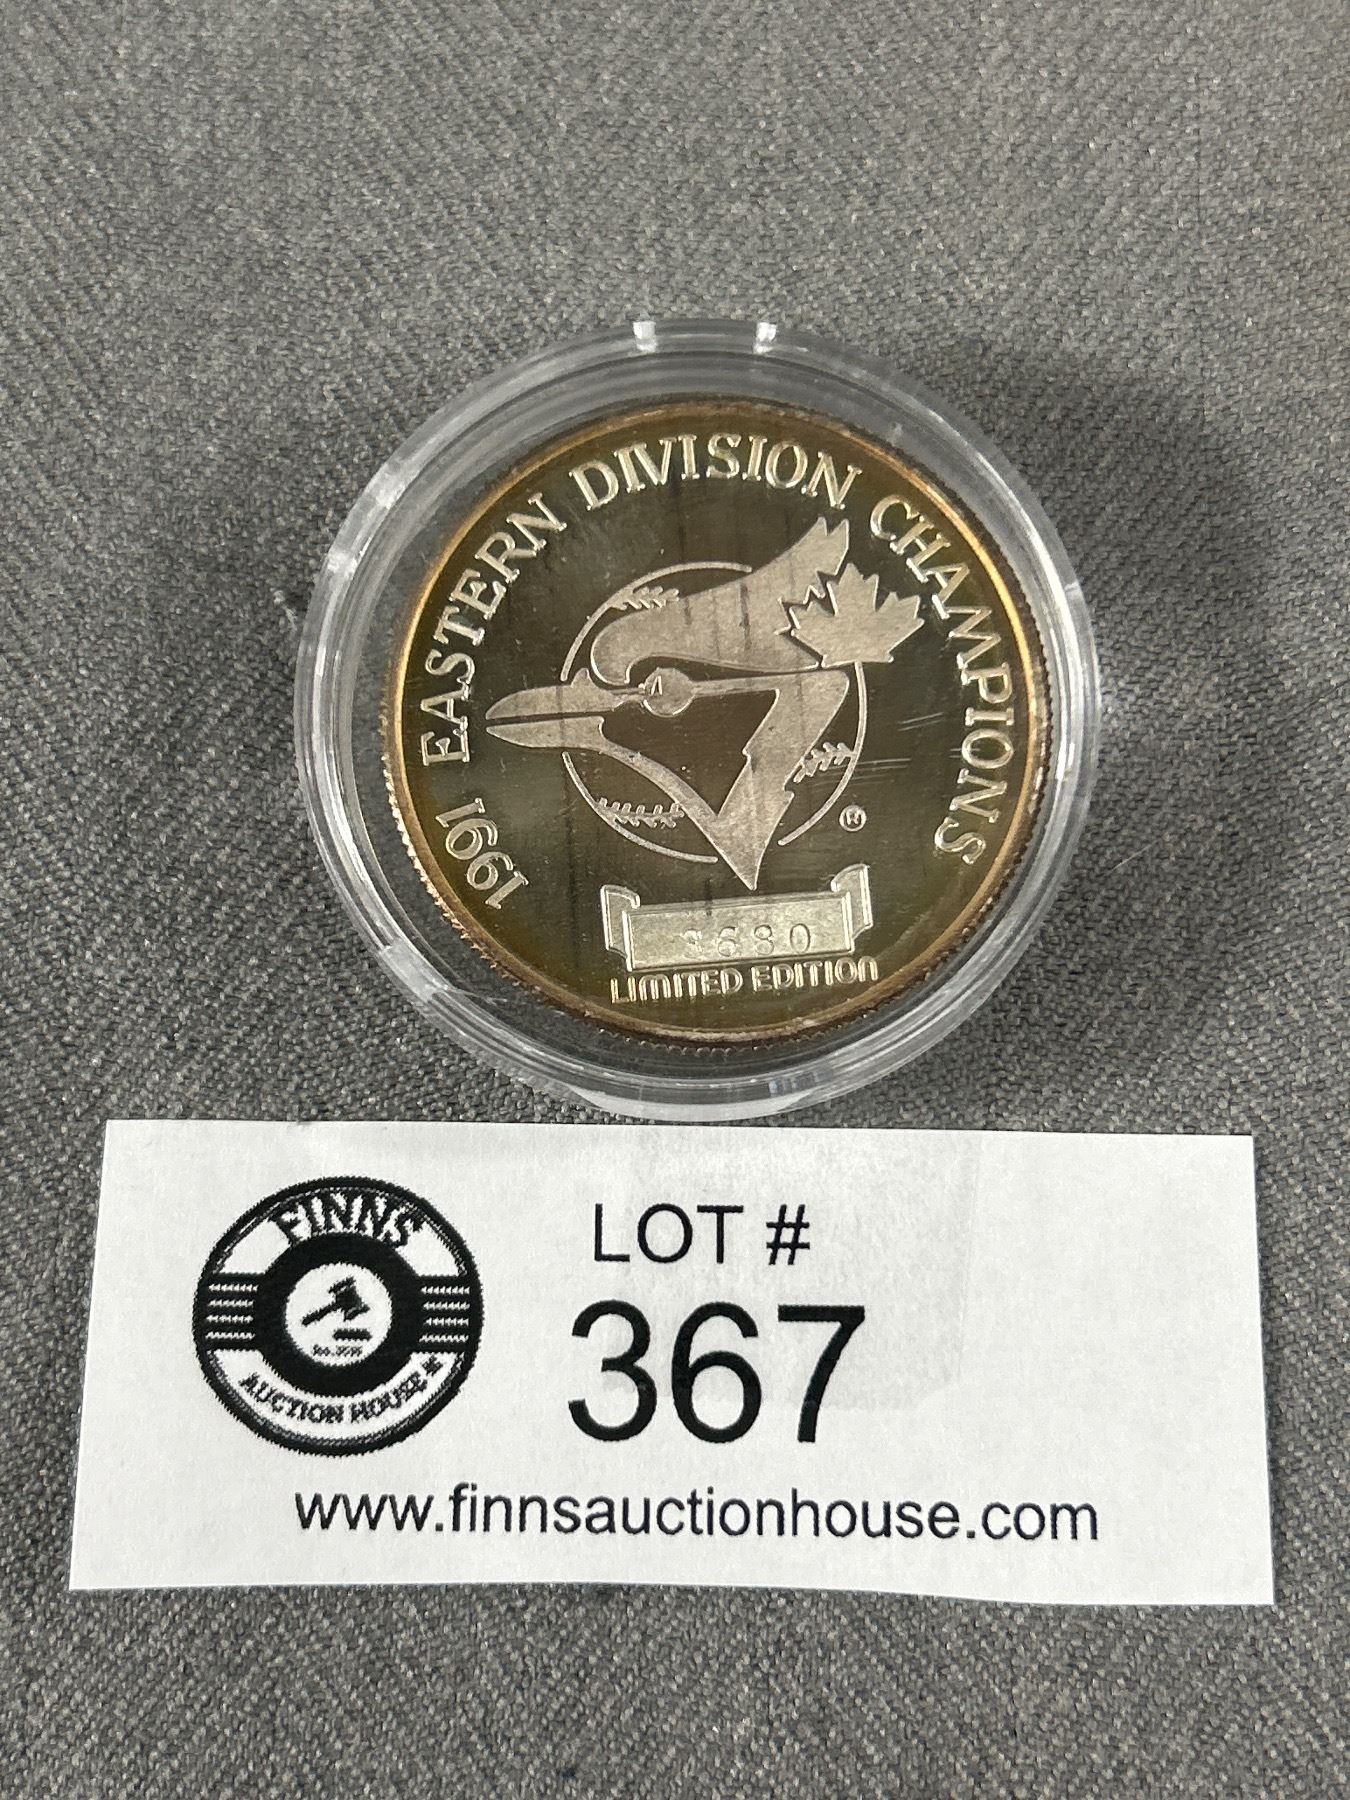 1991 EASTERN DIVISION CHAMPIONS
®
3680
LIMITED EDITION
FINNS
AUCTION HOUSE
LOT #
367
www.finnsauctionhouse.com